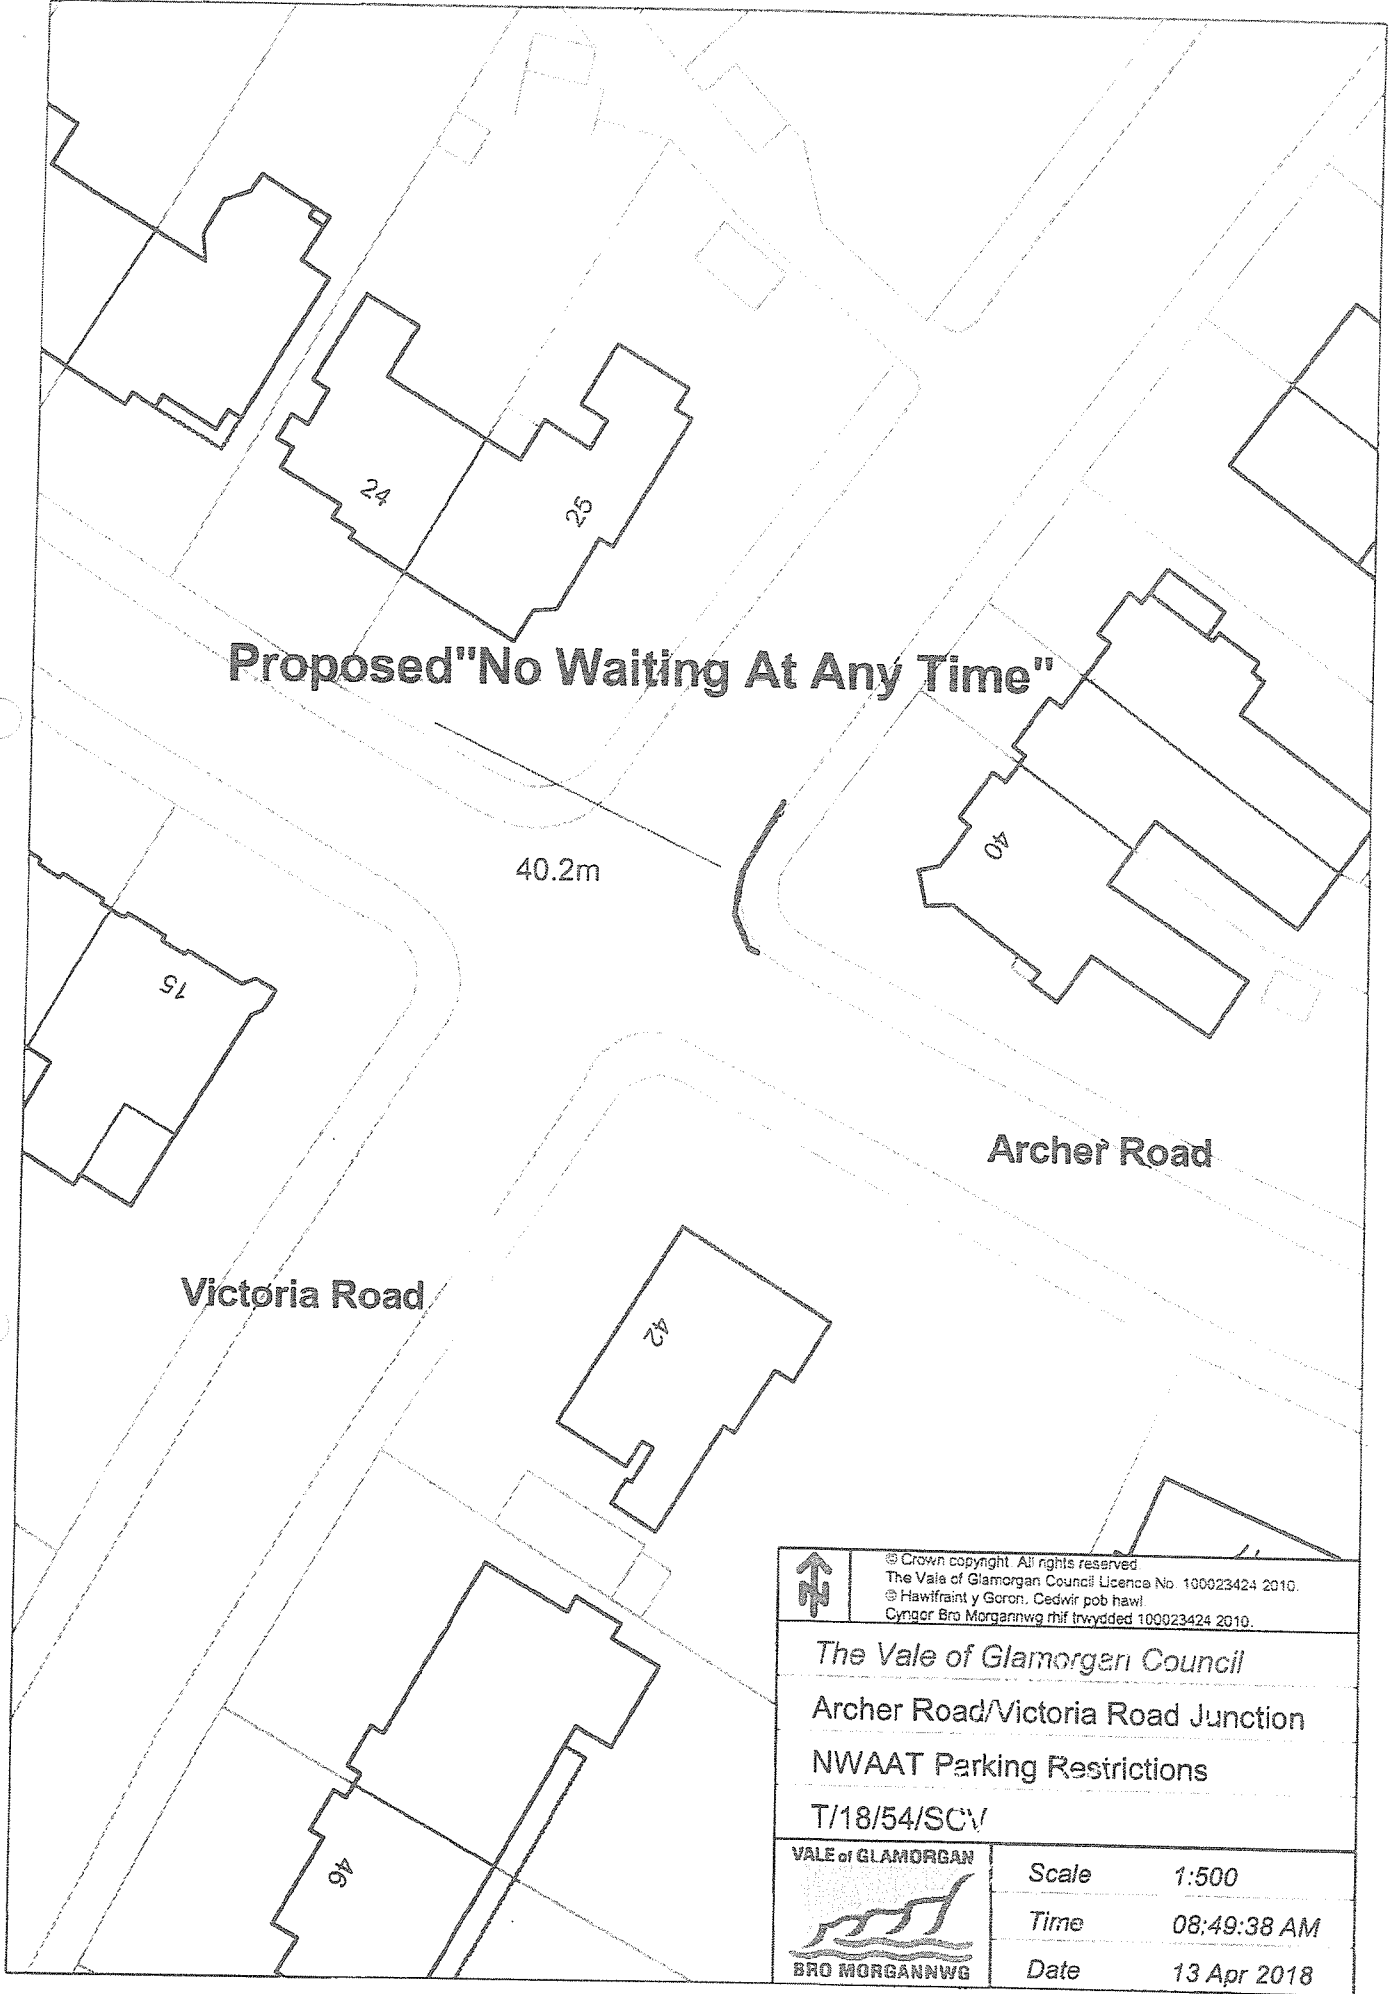 24
25
Proposed"No Waiting At Any Time"
40.2m
40
15
Archer Road
Victoria Road
42
46
N
© Crown copyright. All rights reserved.
The Vale of Glamorgan Council Licence No. 100023424 2010.
© Hawlfraint y Goron. Cedwir pob hawl.
Cyngor Bro Morgannwg rhif trwydded 100023424 2010.
The Vale of Glamorgan Council
Archer Road/Victoria Road Junction
NWAAT Parking Restrictions
T/18/54/SCV
VALE of GLAMORGAN
BRO MORGANNWG
Scale 1:500
Time 08:49:38 AM
Date 13 Apr 2018